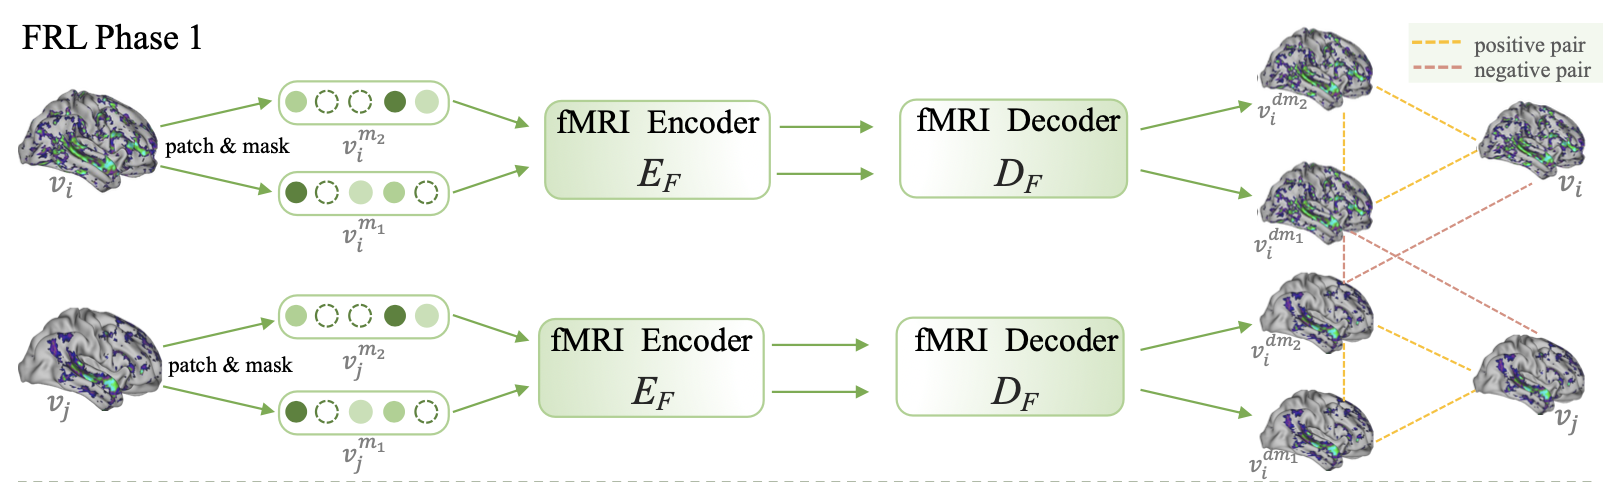 FRL Phase 1
positive pair
negative pair
v_i
patch & mask
v_i^{m_2}
v_i^{m_1}
fMRI Encoder
E_F
fMRI Decoder
D_F
v_i^{dm_2}
v_i^{dm_1}
v_i
v_j
patch & mask
v_j^{m_2}
v_j^{m_1}
fMRI Encoder
E_F
fMRI Decoder
D_F
v_i^{dm_2}
v_i^{dm_1}
v_j